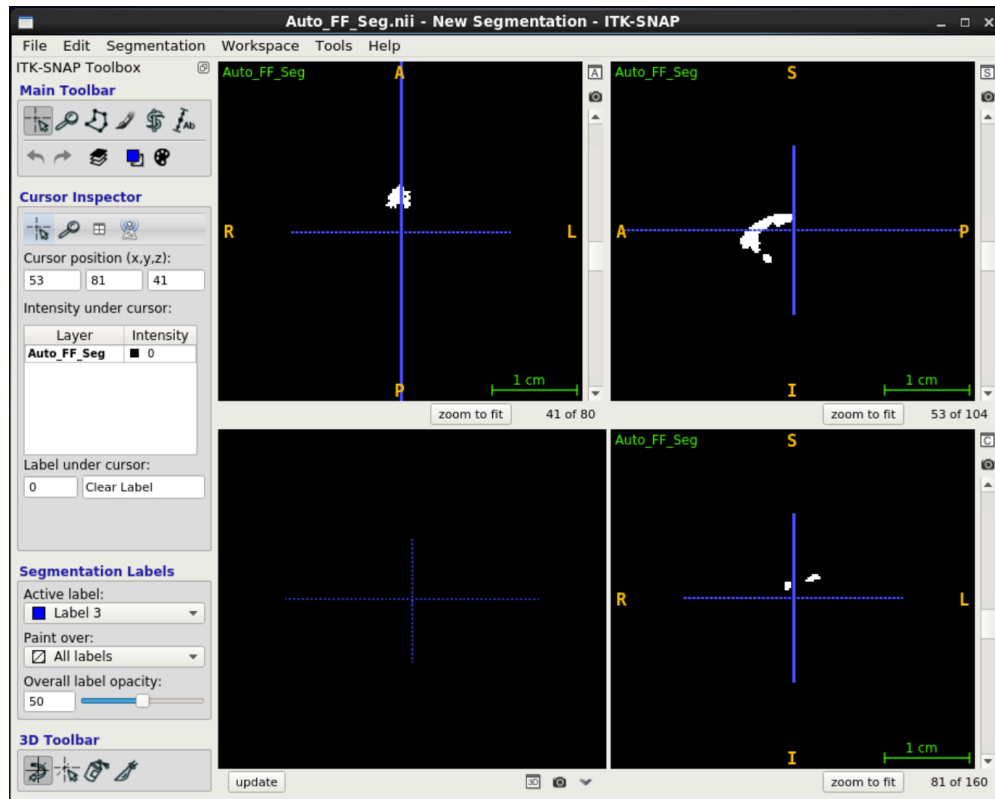 Auto_FF_Seg.nii - New Segmentation - ITK-SNAP
File Edit Segmentation Workspace Tools Help
ITK-SNAP Toolbox
Main Toolbar
Ab
Cursor Inspector
Cursor position (x,y,z):
53 81 41
Intensity under cursor:
Layer Intensity
Auto_FF_Seg 0
Label under cursor:
0 Clear Label
Segmentation Labels
Active label:
Label 3
Paint over:
All labels
Overall label opacity:
50
3D Toolbar
Auto_FF_Seg
A
A
R
L
P
1 cm
zoom to fit 41 of 80
Auto_FF_Seg
S
S
A
P
I
1 cm
zoom to fit 53 of 104
update
3D
Auto_FF_Seg
S
C
R
L
I
1 cm
zoom to fit 81 of 160